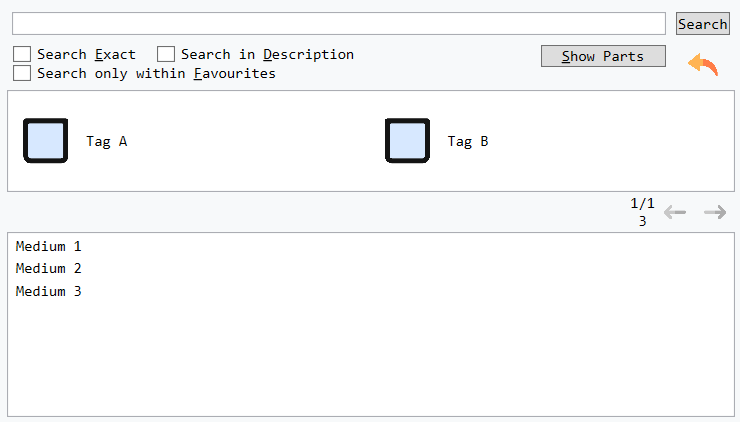 Search
Search Exact Search in Description Show Parts
Search only within Favourites
Tag A Tag B
1/1
3
Medium 1
Medium 2
Medium 3